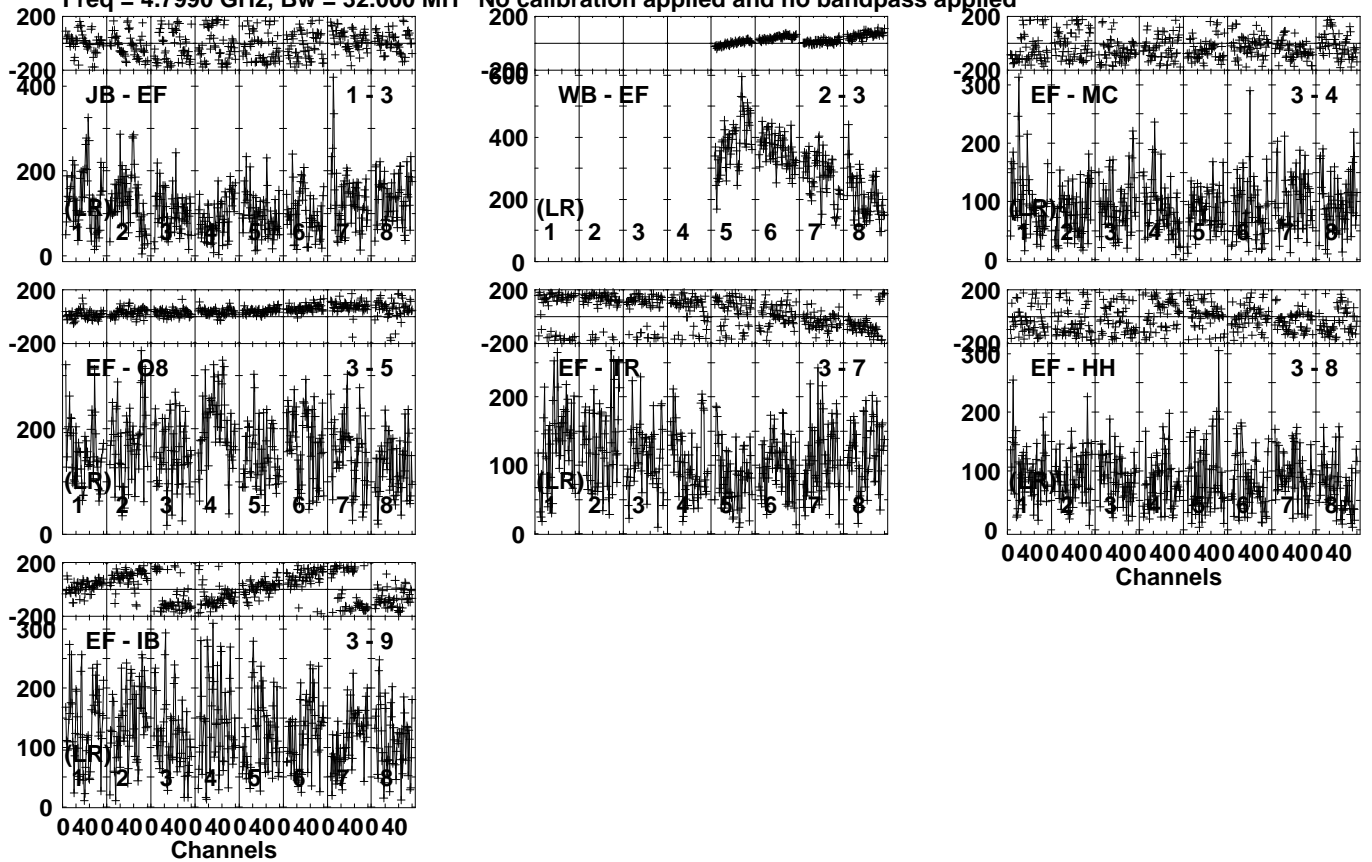 Freq = 4.7990 GHz, Bw = 32.000 MH No calibration applied and no bandpass applied
200
-200
JB - EF 1 - 3
400
200
0
(LR)
1 2 3 4 5 6 7 8
200
-200
WB - EF 2 - 3
600
400
200
0
(LR)
1 2 3 4 5 6 7 8
200
-200
EF - MC 3 - 4
300
200
100
0
(LR)
1 2 3 4 5 6 7 8
200
-200
EF - O8 3 - 5
200
0
(LR)
1 2 3 4 5 6 7 8
200
-200
EF - TR 3 - 7
200
100
0
(LR)
1 2 3 4 5 6 7 8
200
-200
EF - HH 3 - 8
300
200
100
0
(LR)
1 2 3 4 5 6 7 8
0 40 0 40 0 40 0 40 0 40 0 40 0 40 0 40
Channels
200
-200
EF - IB 3 - 9
300
200
100
0
(LR)
1 2 3 4 5 6 7 8
0 40 0 40 0 40 0 40 0 40 0 40 0 40 0 40
Channels